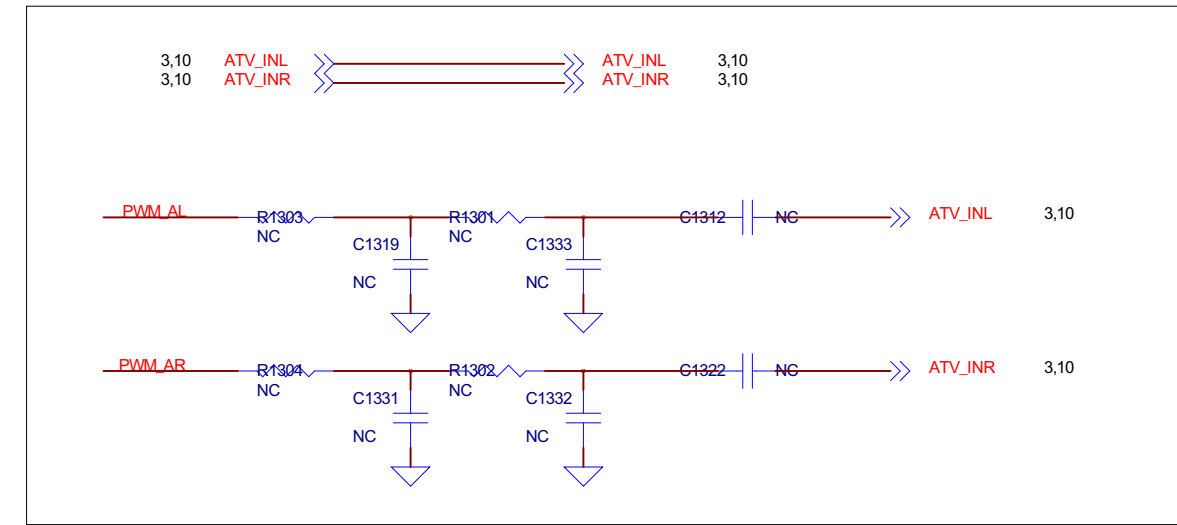 3,10 ATV_INL ATV_INL 3,10
3,10 ATV_INR ATV_INR 3,10
PWM_AL R1303 R1301 C1312 NC ATV_INL 3,10
NC NC
C1319 C1333
NC NC
PWM_AR R1304 R1302 C1322 NC ATV_INR 3,10
NC NC
C1331 C1332
NC NC